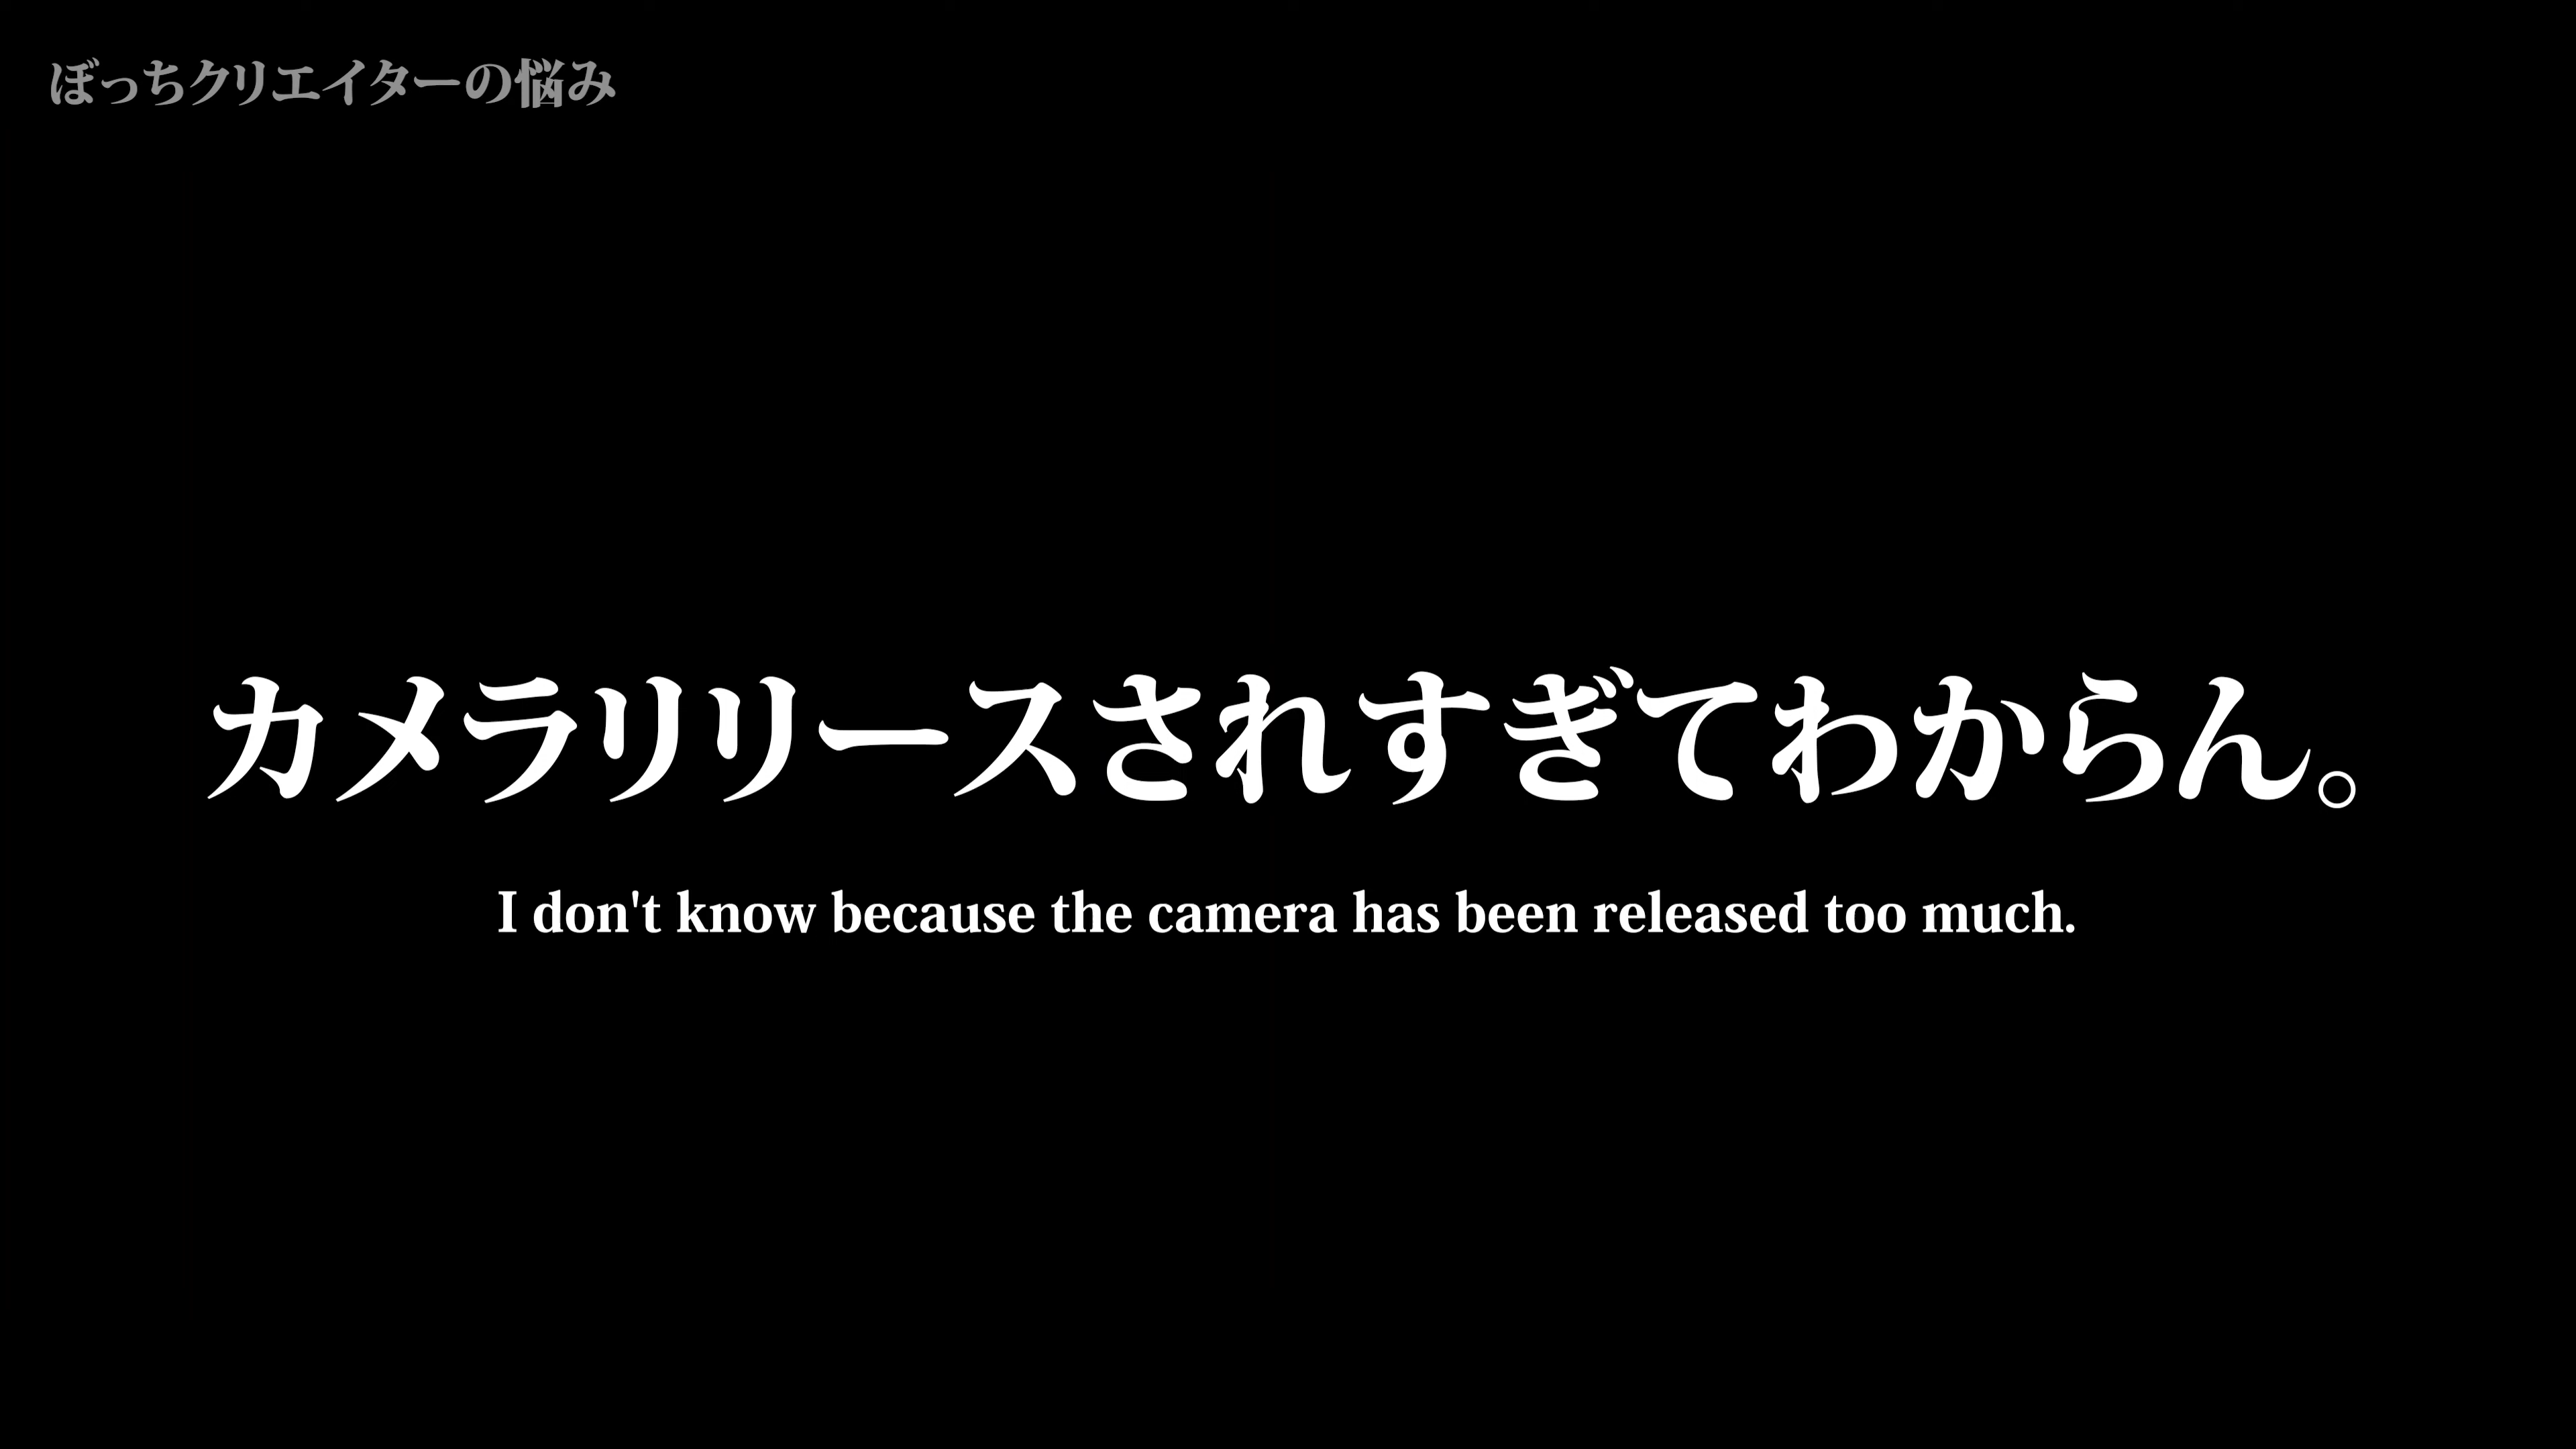 ぼっちクリエイターの悩み
カメラリリースされすぎてわからん。
I don't know because the camera has been released too much.